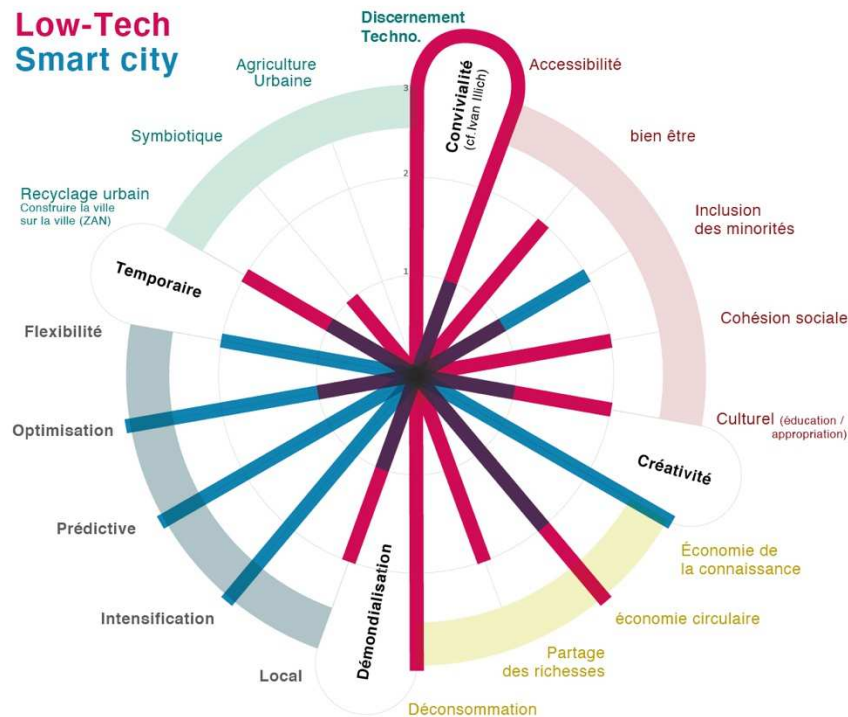 Low-Tech
Smart city
Discernement
Techno.
Convivialité
(cf. Ivan Illich)
Accessibilité
bien être
Inclusion
des minorités
Cohésion sociale
Culturel (éducation /
appropriation)
Créativité
Économie de
la connaissance
économie circulaire
Partage
des richesses
Déconsommation
Démondialisation
Local
Intensification
Prédictive
Optimisation
Flexibilité
Temporaire
Recyclage urbain
Construire la ville
sur la ville (ZAN)
Symbiotique
Agriculture
Urbaine
3
2
1